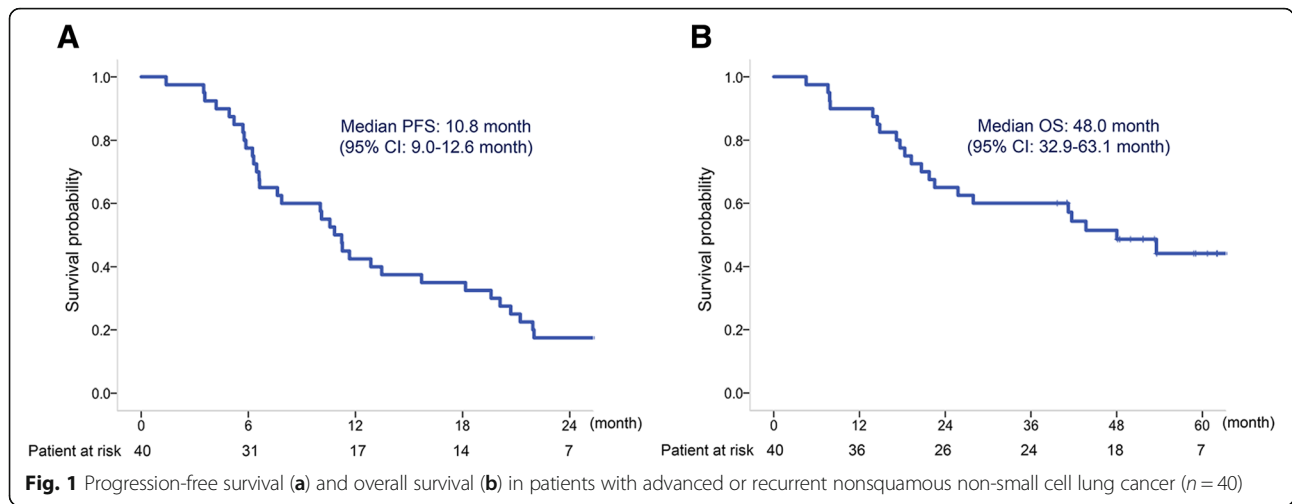 A
B
1.0
0.8
0.6
0.4
0.2
0.0
Survival probability
Median PFS: 10.8 month
(95% CI: 9.0-12.6 month)
0 6 12 18 24 (month)
Patient at risk 40 31 17 14 7
1.0
0.8
0.6
0.4
0.2
0.0
Survival probability
Median OS: 48.0 month
(95% CI: 32.9-63.1 month)
0 12 24 36 48 60 (month)
Patient at risk 40 36 26 24 18 7
Fig. 1 Progression-free survival (a) and overall survival (b) in patients with advanced or recurrent nonsquamous non-small cell lung cancer (n = 40)